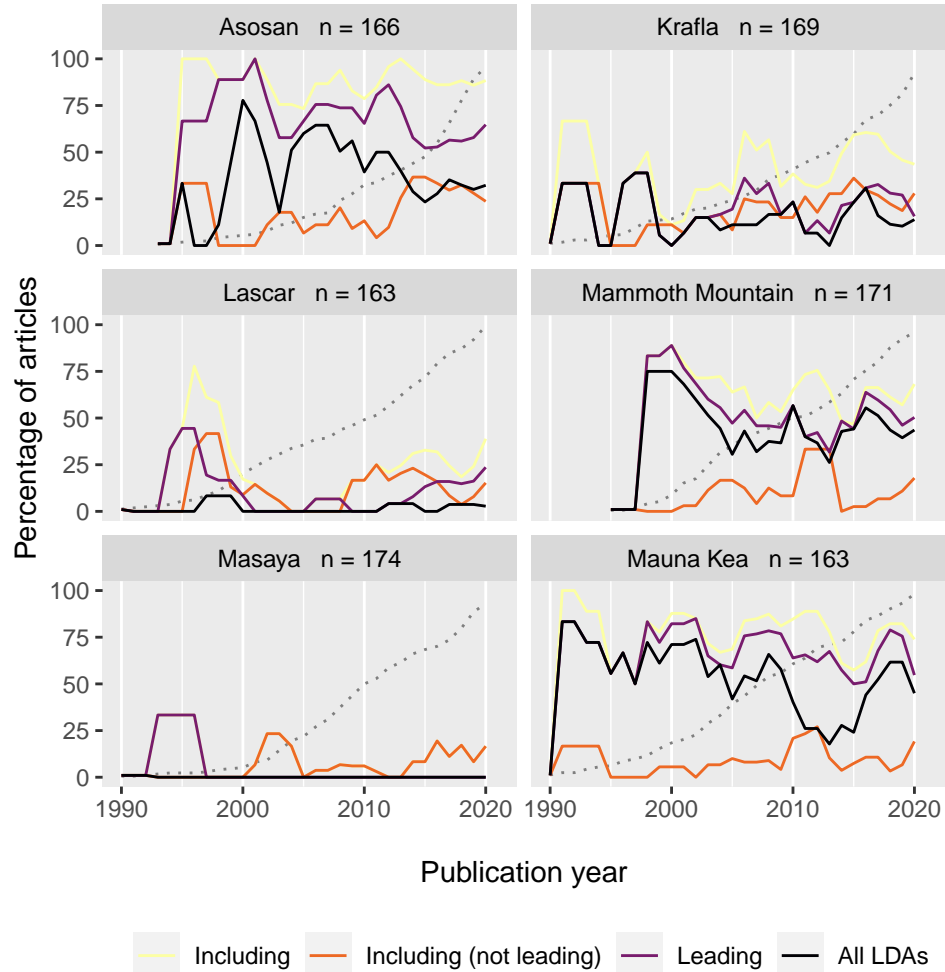 Asosan n = 166
Krafla n = 169
100
75
50
25
0
Lascar n = 163
Mammoth Mountain n = 171
100
75
50
25
0
Masaya n = 174
Mauna Kea n = 163
100
75
50
25
0
Percentage of articles
1990 2000 2010 2020
1990 2000 2010 2020
Publication year
Including Including (not leading) Leading All LDAs